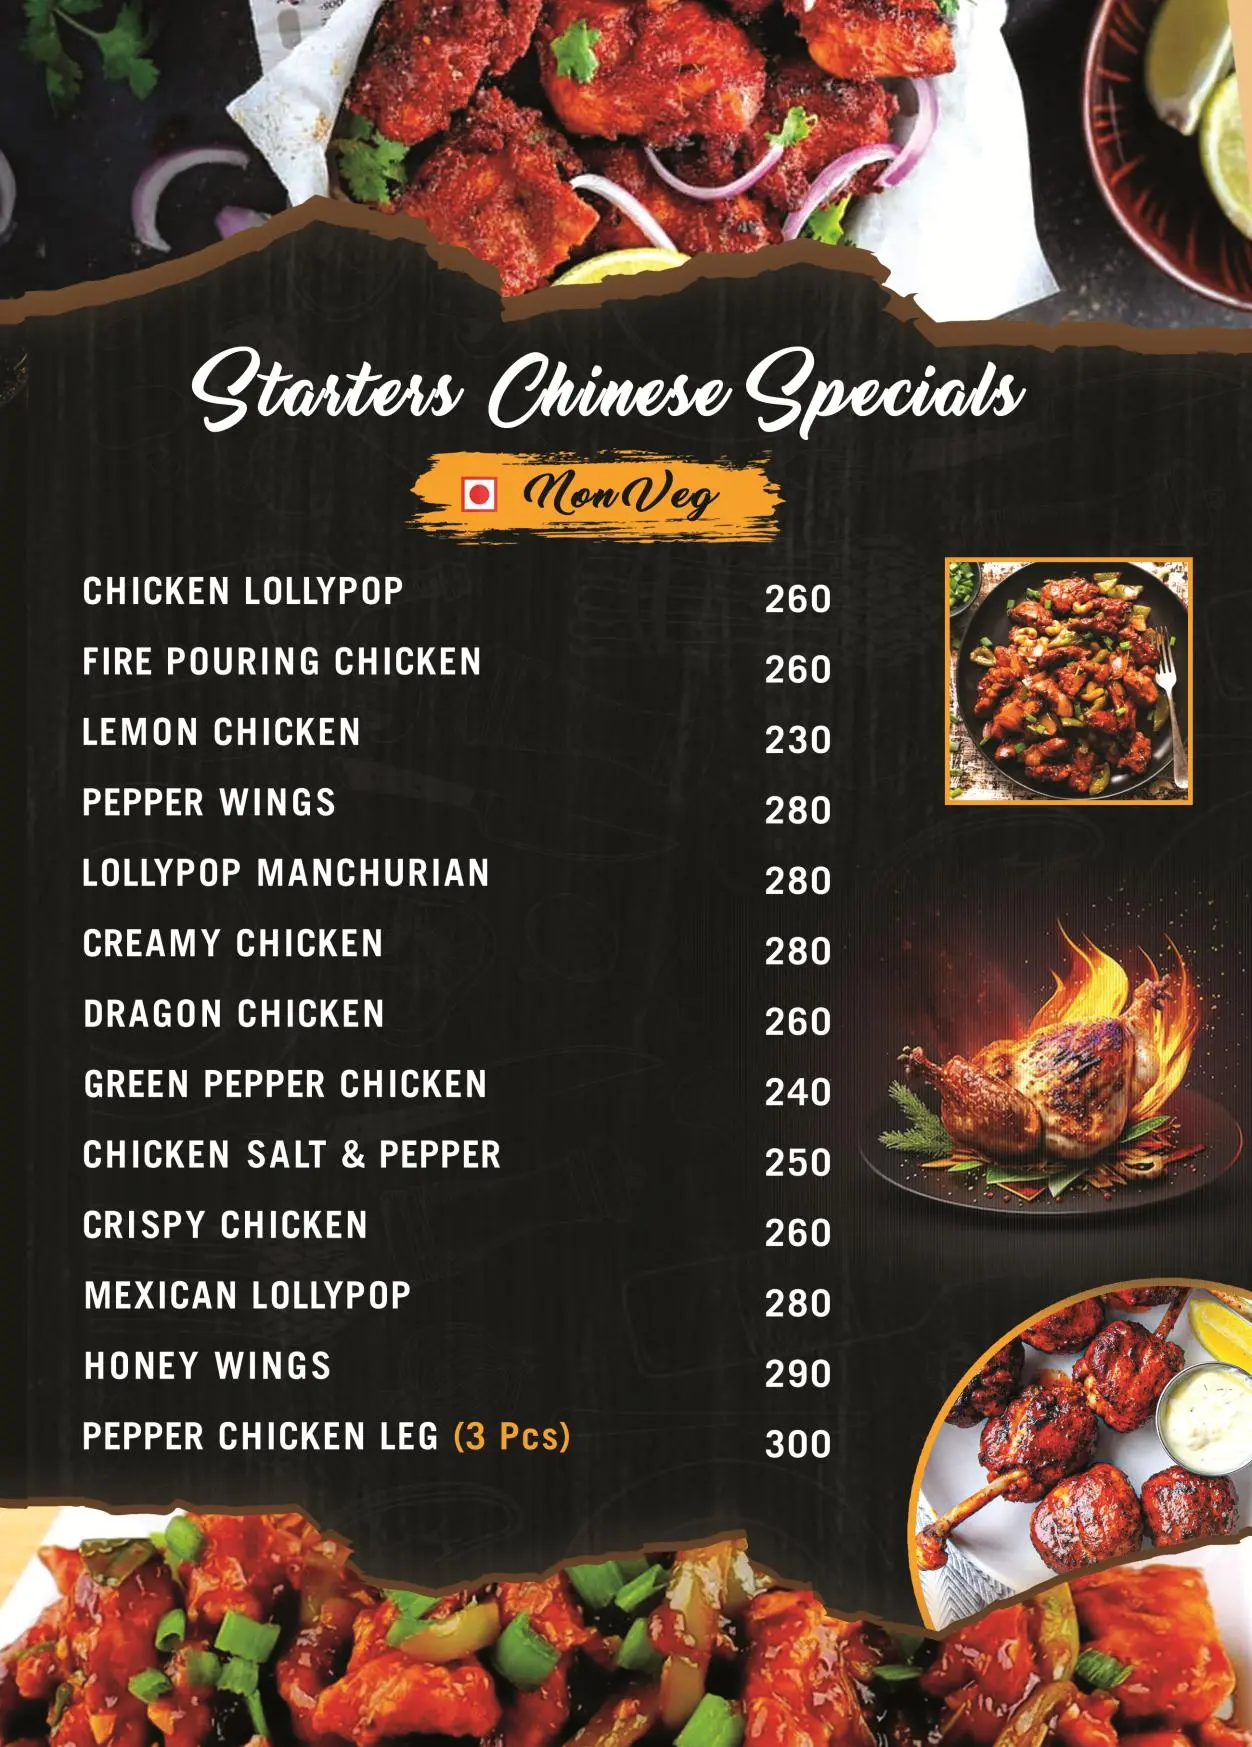 Starters Chinese Specials
Non Veg
CHICKEN LOLLYPOP 260
FIRE POURING CHICKEN 260
LEMON CHICKEN 230
PEPPER WINGS 280
LOLLYPOP MANCHURIAN 280
CREAMY CHICKEN 280
DRAGON CHICKEN 260
GREEN PEPPER CHICKEN 240
CHICKEN SALT & PEPPER 250
CRISPY CHICKEN 260
MEXICAN LOLLYPOP 280
HONEY WINGS 290
PEPPER CHICKEN LEG (3 Pcs) 300